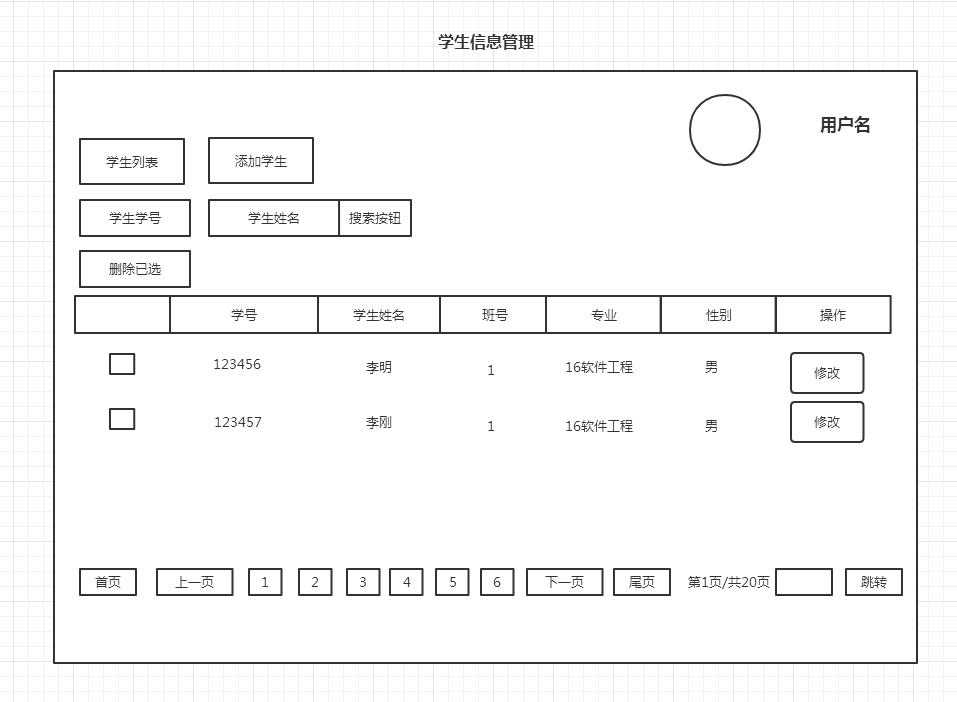 学生信息管理
用户名
学生列表 添加学生
学生学号 学生姓名 搜索按钮
删除已选
学号 学生姓名 班号 专业 性别 操作
123456 李明 1 16软件工程 男 修改
123457 李刚 1 16软件工程 男 修改
首页 上一页 1 2 3 4 5 6 下一页 尾页 第1页/共20页 跳转